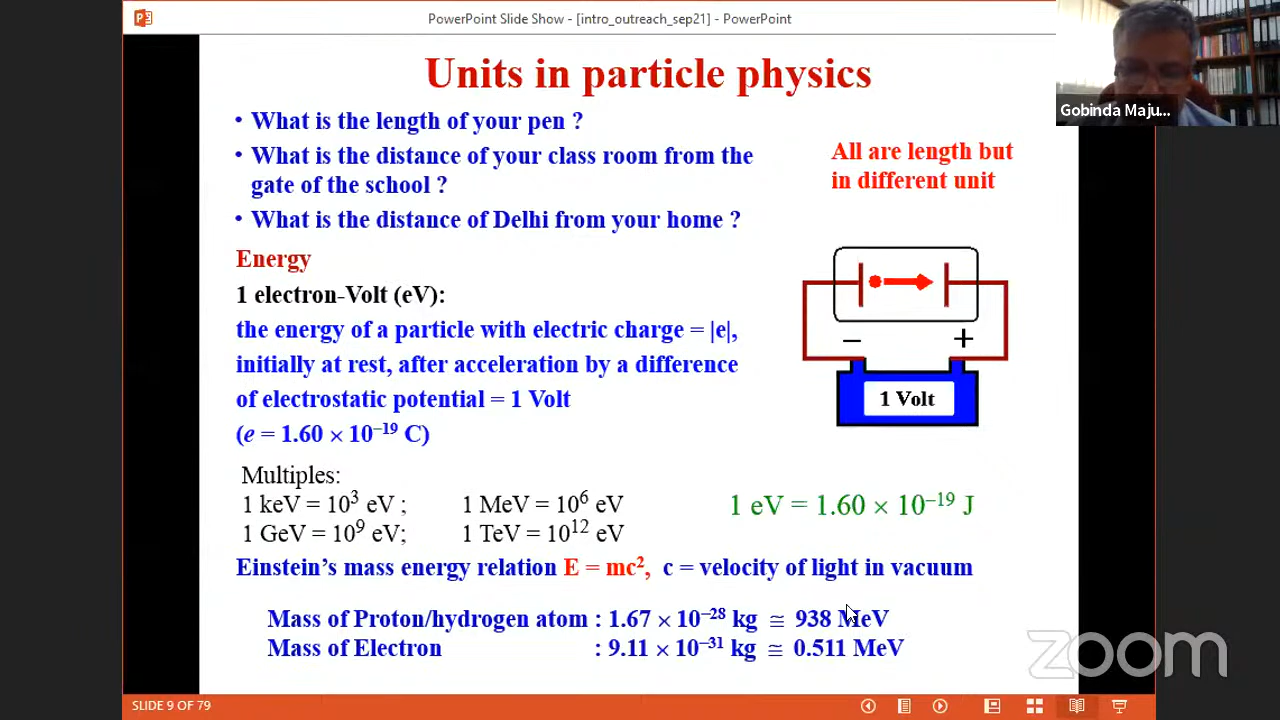 PowerPoint Slide Show - [intro_outreach_sep21] - PowerPoint
Gobinda Maju...
Units in particle physics
• What is the length of your pen ?
• What is the distance of your class room from the
gate of the school ?
• What is the distance of Delhi from your home ?
All are length but
in different unit
Energy
1 electron-Volt (eV):
the energy of a particle with electric charge = |e|,
initially at rest, after acceleration by a difference
of electrostatic potential = 1 Volt
(e = 1.60 × 10⁻¹⁹ C)
− +
1 Volt
Multiples:
1 keV = 10³ eV ; 1 MeV = 10⁶ eV
1 GeV = 10⁹ eV; 1 TeV = 10¹² eV
1 eV = 1.60 × 10⁻¹⁹ J
Einstein's mass energy relation E = mc², c = velocity of light in vacuum
Mass of Proton/hydrogen atom : 1.67 × 10⁻²⁸ kg ≅ 938 MeV
Mass of Electron : 9.11 × 10⁻³¹ kg ≅ 0.511 MeV
zoom
SLIDE 9 OF 79